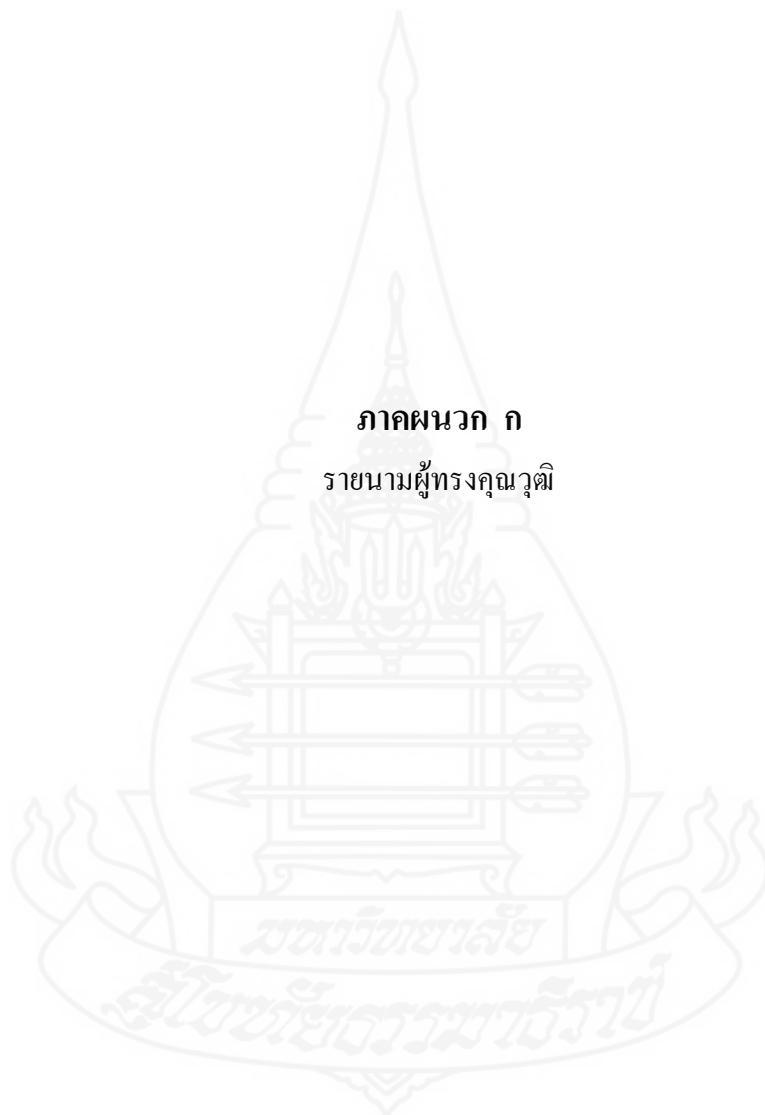 ภาคผนวก ก
รายนามผู้ทรงคุณวุฒิ
มหาวิทยาลัย
สุโขทัยธรรมาธิราช